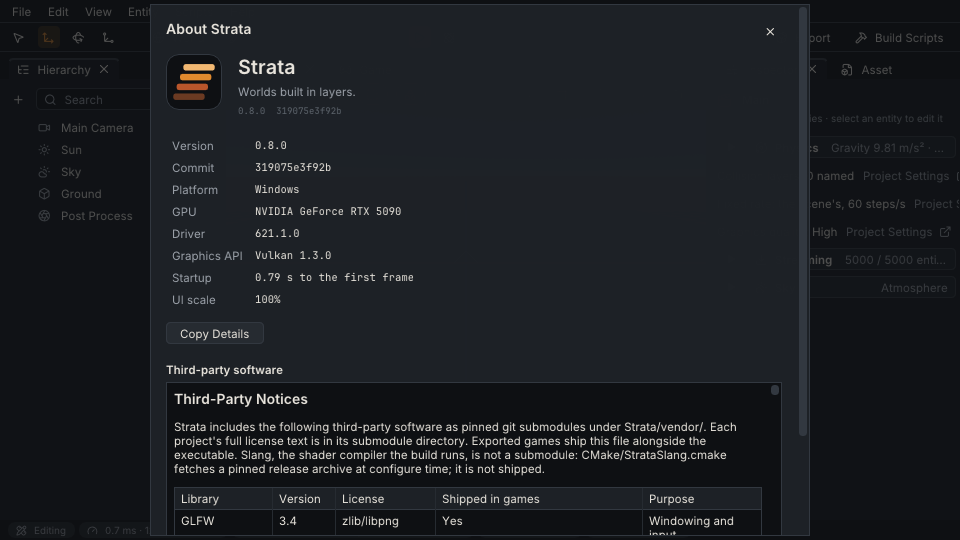 File Edit View
About Strata
Build Scripts
Hierarchy
Asset
Search
Strata
Worlds built in layers.
0.8.0 319075e3f92b
Main Camera
Sun
Sky
Ground
Post Process
select an entity to edit it
Gravity 9.81 m/s² · ...
named Project Settings
60 steps/s
High Project Settings
5000 / 5000 enti...
Atmosphere
Version 0.8.0
Commit 319075e3f92b
Platform Windows
GPU NVIDIA GeForce RTX 5090
Driver 621.1.0
Graphics API Vulkan 1.3.0
Startup 0.79 s to the first frame
UI scale 100%
Copy Details
Third-party software
Third-Party Notices
Strata includes the following third-party software as pinned git submodules under Strata/vendor/. Each
project's full license text is in its submodule directory. Exported games ship this file alongside the
executable. Slang, the shader compiler the build runs, is not a submodule: CMake/StrataSlang.cmake
fetches a pinned release archive at configure time; it is not shipped.
Library Version License Shipped in games Purpose
GLFW 3.4 zlib/libpng Yes Windowing and
input
Editing 0.7 ms